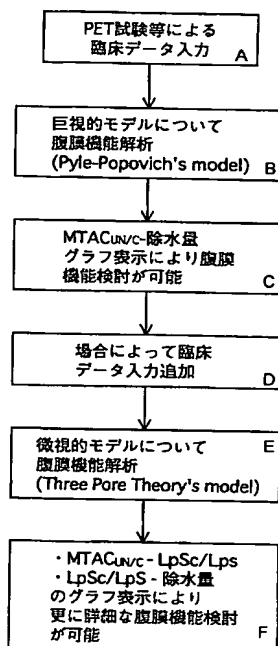 PET試験等による
臨床データ入力
A
巨視的モデルについて
腹膜機能解析
(Pyle-Popovich's model)
B
MTACUN/C-除水量
グラフ表示により腹膜
機能検討が可能
C
場合によって臨床
データ入力追加
D
微視的モデルについて
E
腹膜機能解析
(Three Pore Theory's model)
・MTACUN/C - LpSc/Lps
・LpSc/LpS - 除水量
のグラフ表示により
更に詳細な腹膜機能検討
が可能
F